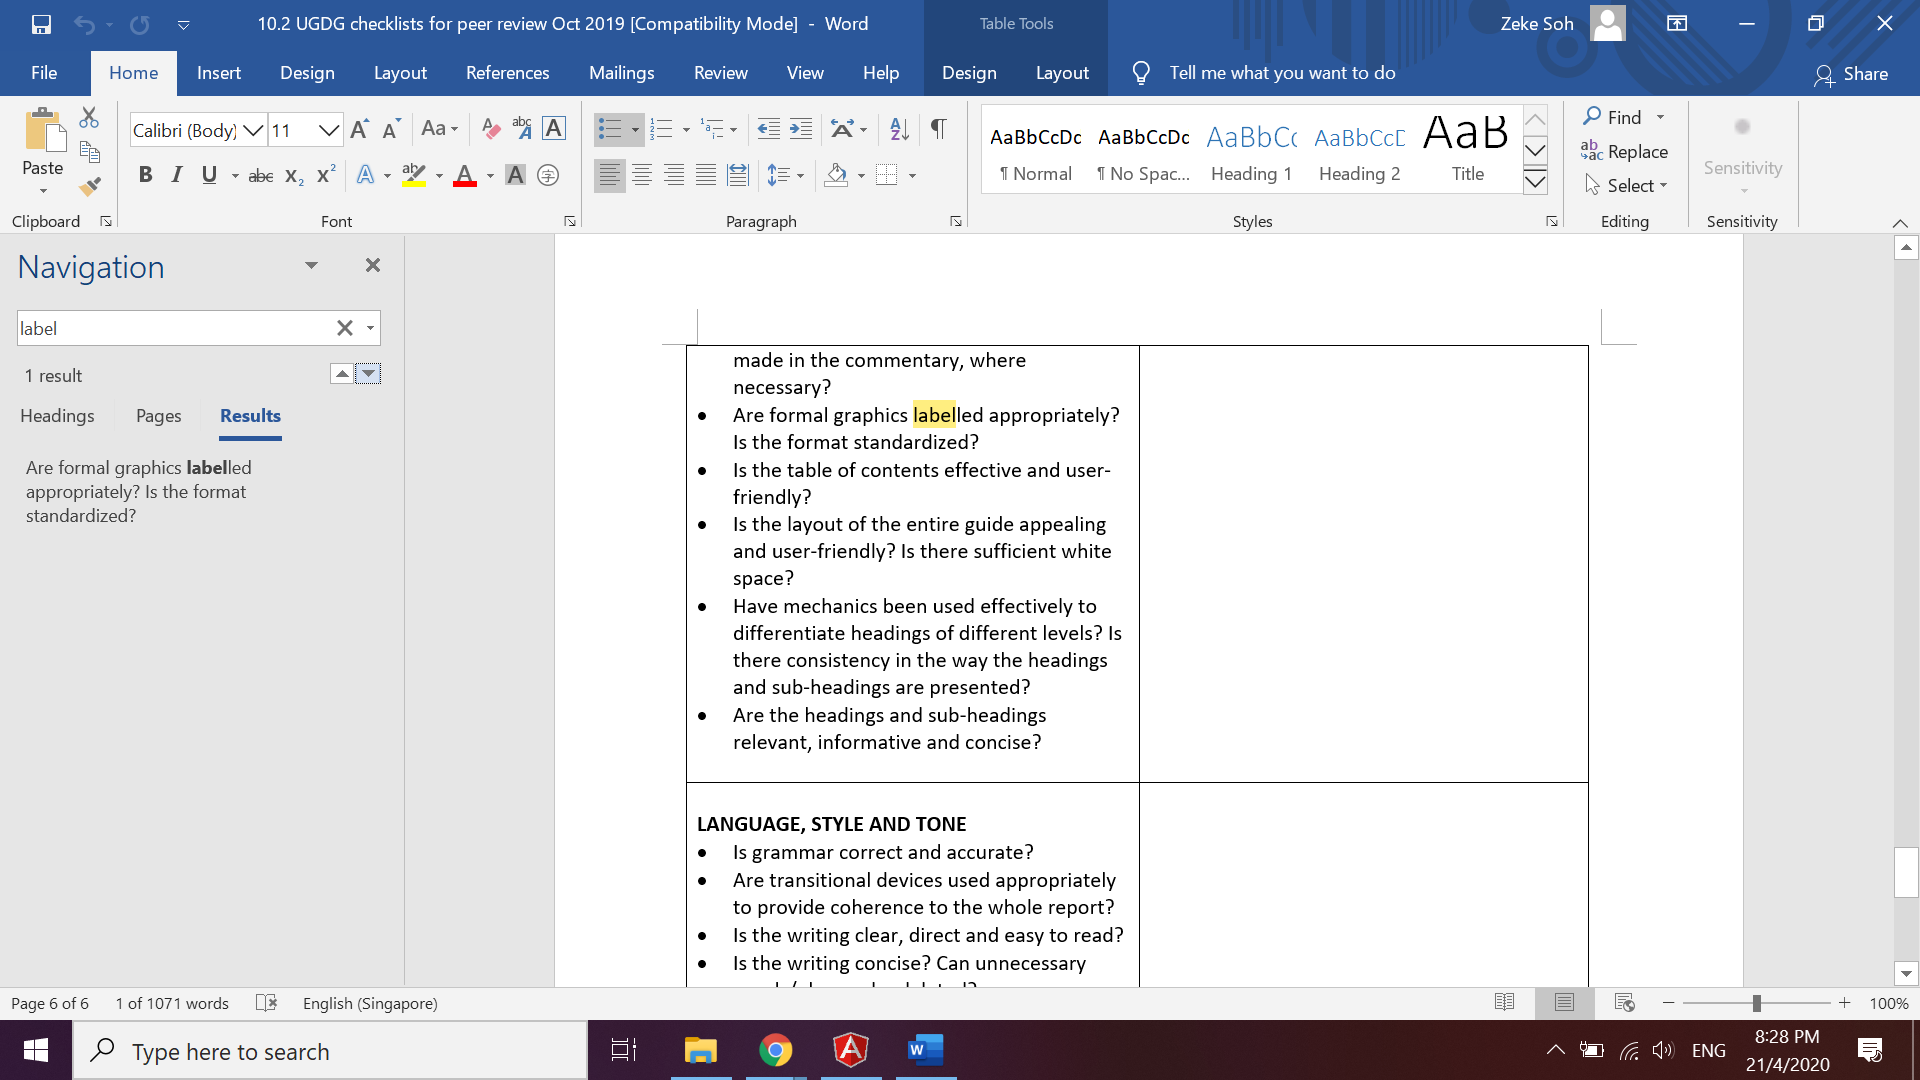 10.2 UGDG checklists for peer review Oct 2019 [Compatibility Mode] - Word
Table Tools
Zeke Soh
File Home Insert Design Layout References Mailings Review View Help Design Layout Tell me what you want to do Share
Paste
Clipboard
Calibri (Body) 11
Font
Paragraph
AaBbCcDc AaBbCcDc AaBbCc AaBbCcD AaB
¶ Normal ¶ No Spac... Heading 1 Heading 2 Title
Styles
Find
Replace
Select
Editing
Sensitivity
Sensitivity
Navigation
label
1 result
Headings Pages Results
Are formal graphics labelled
appropriately? Is the format
standardized?
made in the commentary, where
necessary?
• Are formal graphics labelled appropriately?
Is the format standardized?
• Is the table of contents effective and user-
friendly?
• Is the layout of the entire guide appealing
and user-friendly? Is there sufficient white
space?
• Have mechanics been used effectively to
differentiate headings of different levels? Is
there consistency in the way the headings
and sub-headings are presented?
• Are the headings and sub-headings
relevant, informative and concise?
LANGUAGE, STYLE AND TONE
• Is grammar correct and accurate?
• Are transitional devices used appropriately
to provide coherence to the whole report?
• Is the writing clear, direct and easy to read?
• Is the writing concise? Can unnecessary
Page 6 of 6 1 of 1071 words English (Singapore) 100%
Type here to search
ENG
8:28 PM
21/4/2020